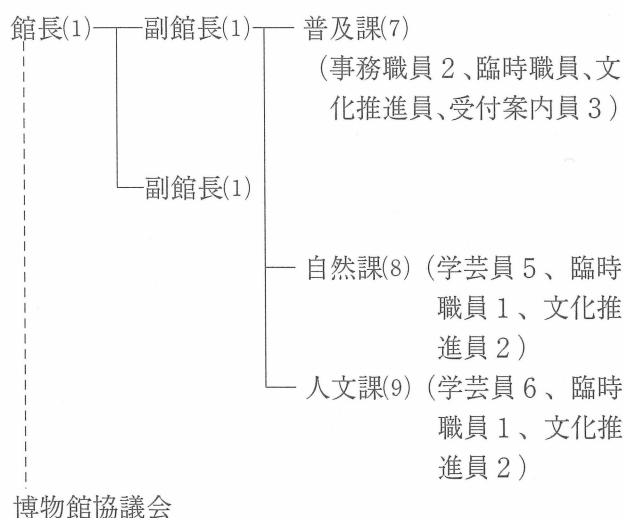 館長(1) 副館長(1) 普及課(7)
(事務職員2、臨時職員、文
化推進員、受付案内員3)
副館長(1)
自然課(8) (学芸員5、臨時
職員1、文化推
進員2)
人文課(9) (学芸員6、臨時
職員1、文化推
進員2)
博物館協議会